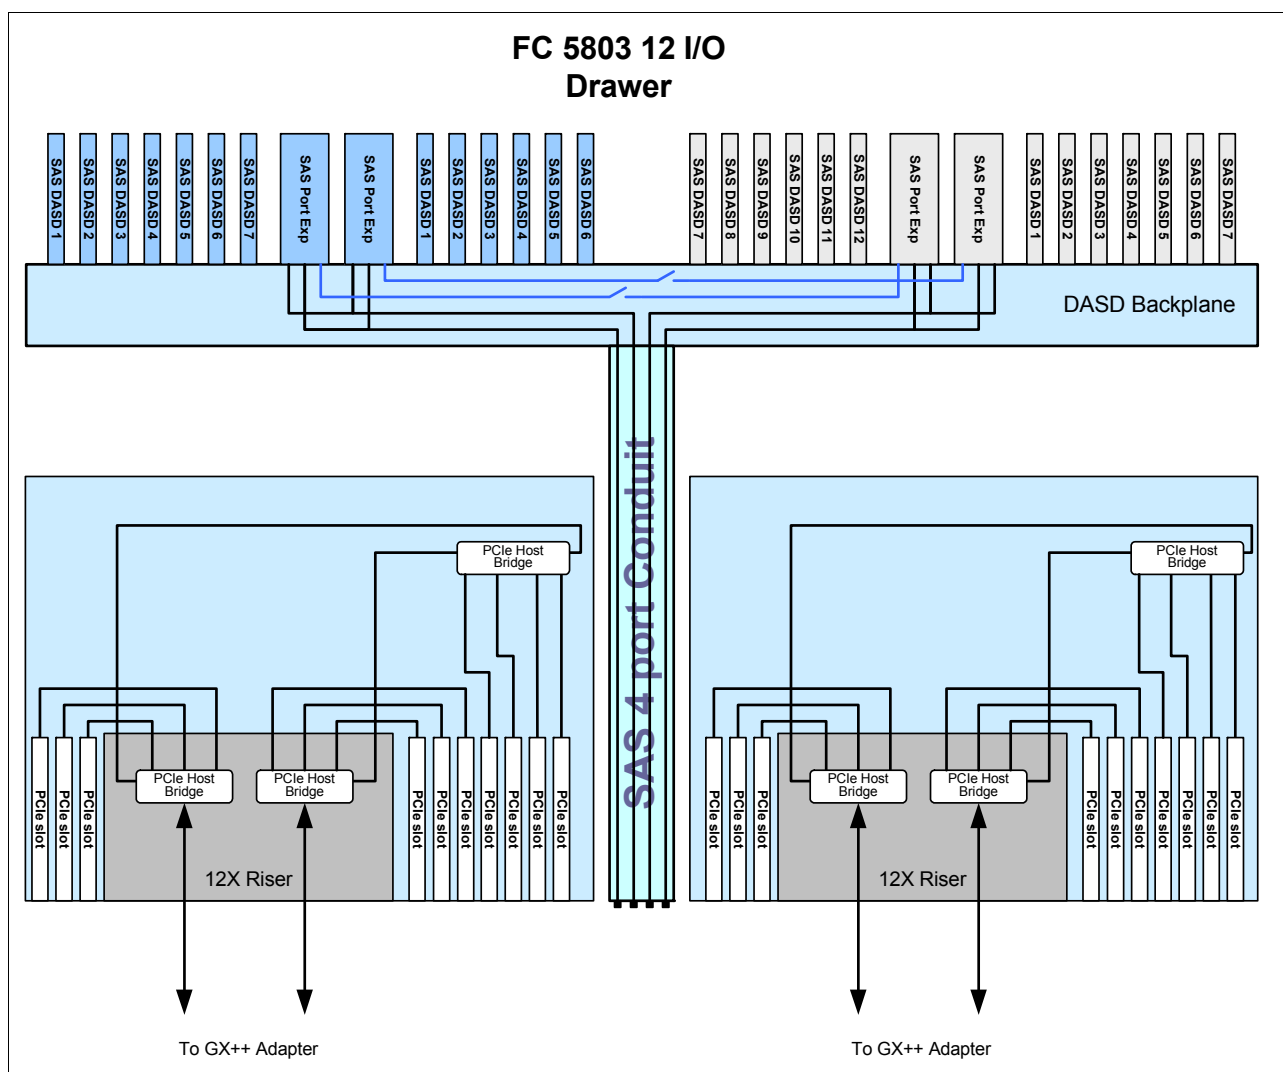 FC 5803 12 I/O
Drawer
SAS DASD 1
SAS DASD 2
SAS DASD 3
SAS DASD 4
SAS DASD 5
SAS DASD 6
SAS DASD 7
SAS Port Exp
SAS Port Exp
SAS DASD 1
SAS DASD 2
SAS DASD 3
SAS DASD 4
SAS DASD 5
SAS DASD 6
SAS DASD 7
SAS DASD 8
SAS DASD 9
SAS DASD 10
SAS DASD 11
SAS DASD 12
SAS Port Exp
SAS Port Exp
SAS DASD 1
SAS DASD 2
SAS DASD 3
SAS DASD 4
SAS DASD 5
SAS DASD 6
SAS DASD 7
DASD Backplane
SAS 4 port Conduit
PCIe Host
Bridge
PCIe Host
Bridge
PCIe Host
Bridge
PCIe slot
PCIe slot
PCIe slot
12X Riser
PCIe slot
PCIe slot
PCIe slot
PCIe slot
PCIe slot
PCIe slot
PCIe slot
To GX++ Adapter
PCIe Host
Bridge
PCIe Host
Bridge
PCIe Host
Bridge
PCIe slot
PCIe slot
PCIe slot
12X Riser
PCIe slot
PCIe slot
PCIe slot
PCIe slot
PCIe slot
PCIe slot
PCIe slot
To GX++ Adapter